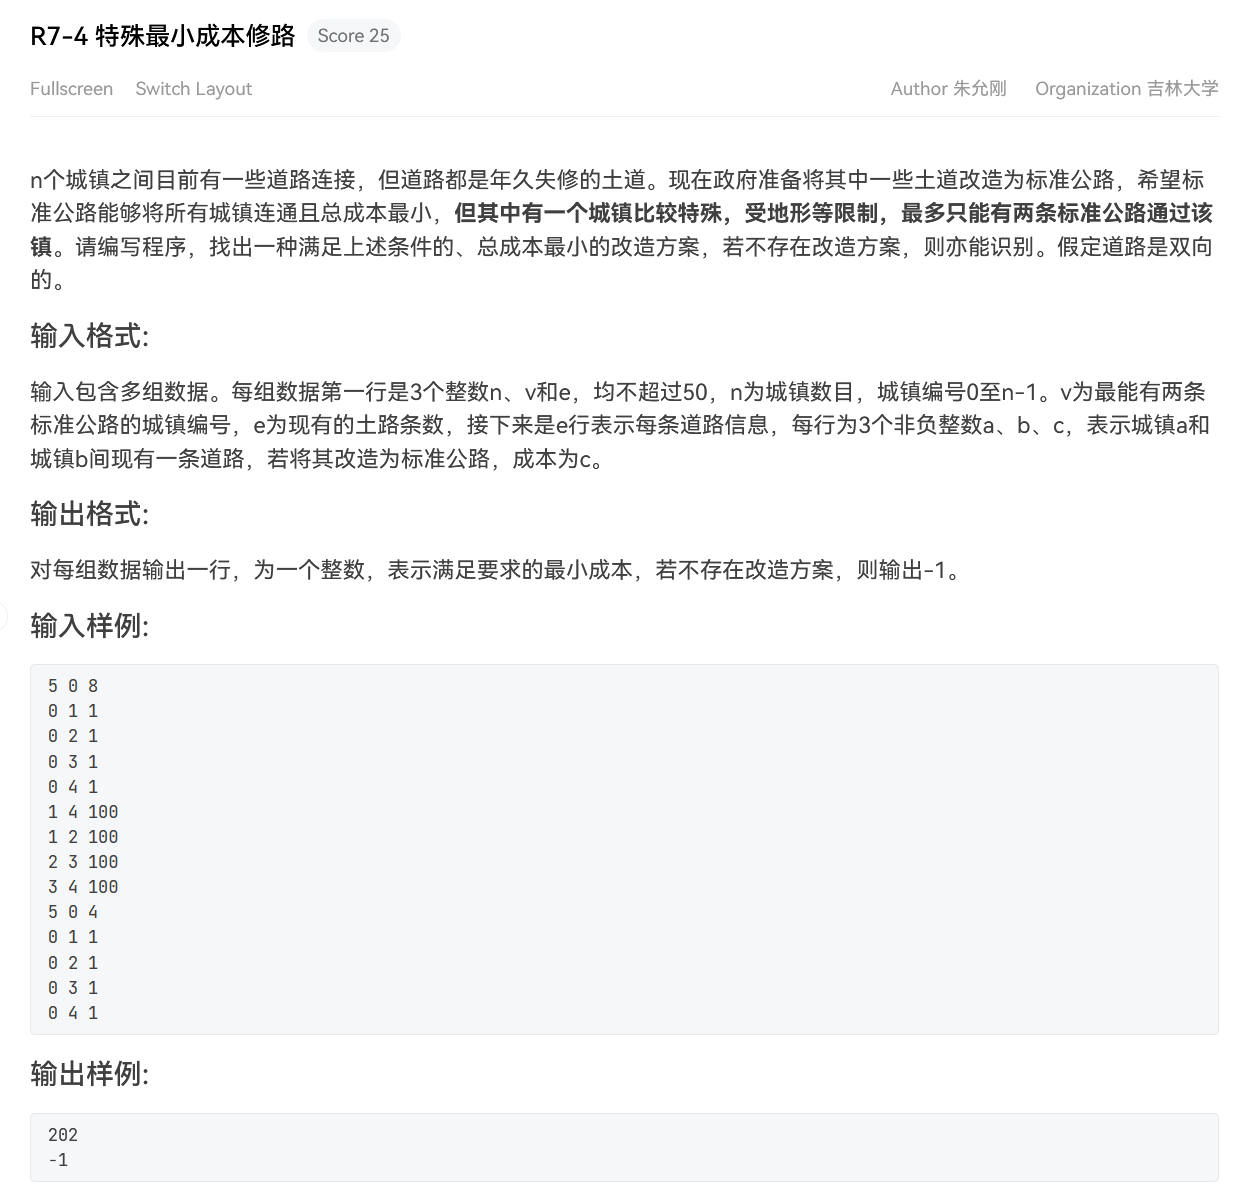 R7-4 特殊最小成本修路 Score 25
Fullscreen Switch Layout Author 朱允刚 Organization 吉林大学
n个城镇之间目前有一些道路连接，但道路都是年久失修的土道。现在政府准备将其中一些土道改造为标准公路，希望标
准公路能够将所有城镇连通且总成本最小，但其中有一个城镇比较特殊，受地形等限制，最多只能有两条标准公路通过该
镇。请编写程序，找出一种满足上述条件的、总成本最小的改造方案，若不存在改造方案，则亦能识别。假定道路是双向
的。
输入格式:
输入包含多组数据。每组数据第一行是3个整数n、v和e，均不超过50，n为城镇数目，城镇编号0至n-1。v为最能有两条
标准公路的城镇编号，e为现有的土路条数，接下来是e行表示每条道路信息，每行为3个非负整数a、b、c，表示城镇a和
城镇b间现有一条道路，若将其改造为标准公路，成本为c。
输出格式:
对每组数据输出一行，为一个整数，表示满足要求的最小成本，若不存在改造方案，则输出-1。
输入样例:
5 0 8
0 1 1
0 2 1
0 3 1
0 4 1
1 4 100
1 2 100
2 3 100
3 4 100
5 0 4
0 1 1
0 2 1
0 3 1
0 4 1
输出样例:
202
-1